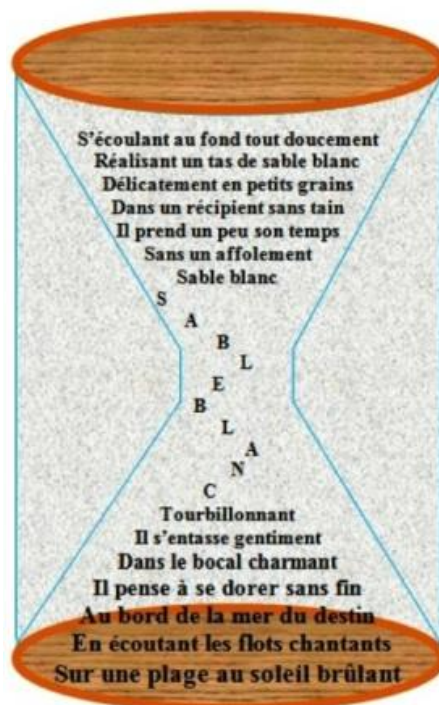 S'écoulant au fond tout doucement
Réalisant un tas de sable blanc
Délicatement en petits grains
Dans un récipient sans tain
Il prend un peu son temps
Sans un affolement
Sable blanc
S
A
B
L
E
B
L
A
N
C
Tourbillonnant
Il s'entasse gentiment
Dans le bocal charmant
Il pense à se dorer sans fin
Au bord de la mer du destin
En écoutant les flots chantants
Sur une plage au soleil brûlant